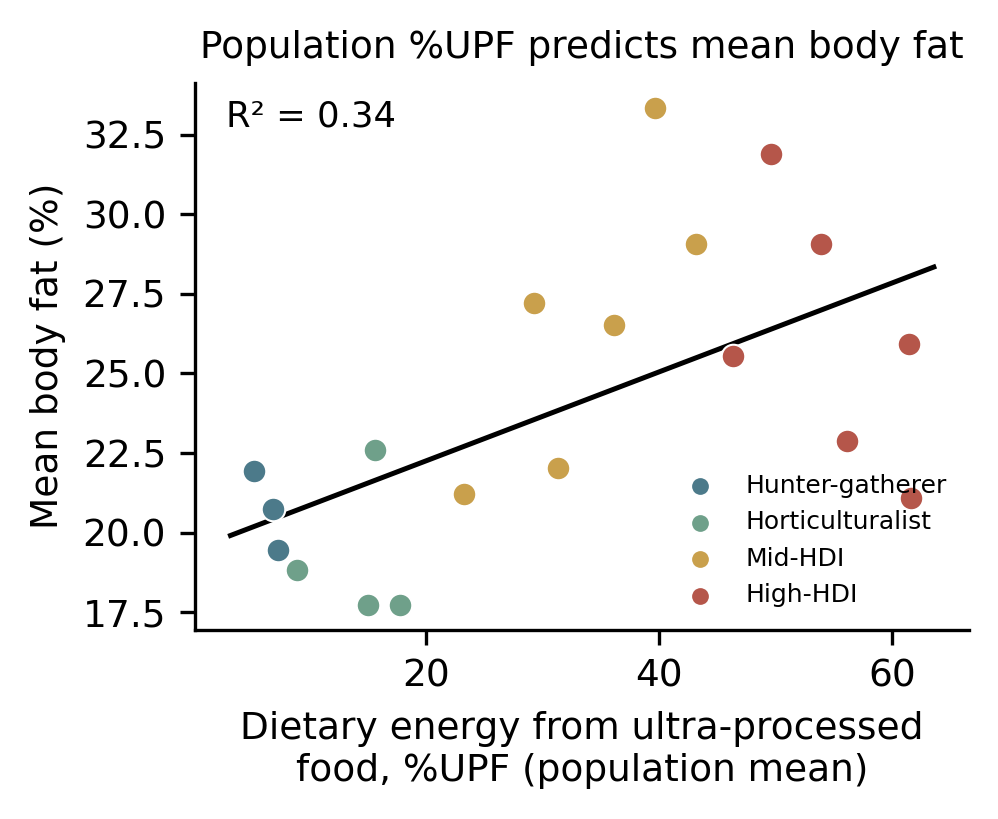 Population %UPF predicts mean body fat
R² = 0.34
Mean body fat (%)
32.5
30.0
27.5
25.0
22.5
20.0
17.5
Hunter-gatherer
Horticulturalist
Mid-HDI
High-HDI
20 40 60
Dietary energy from ultra-processed
food, %UPF (population mean)